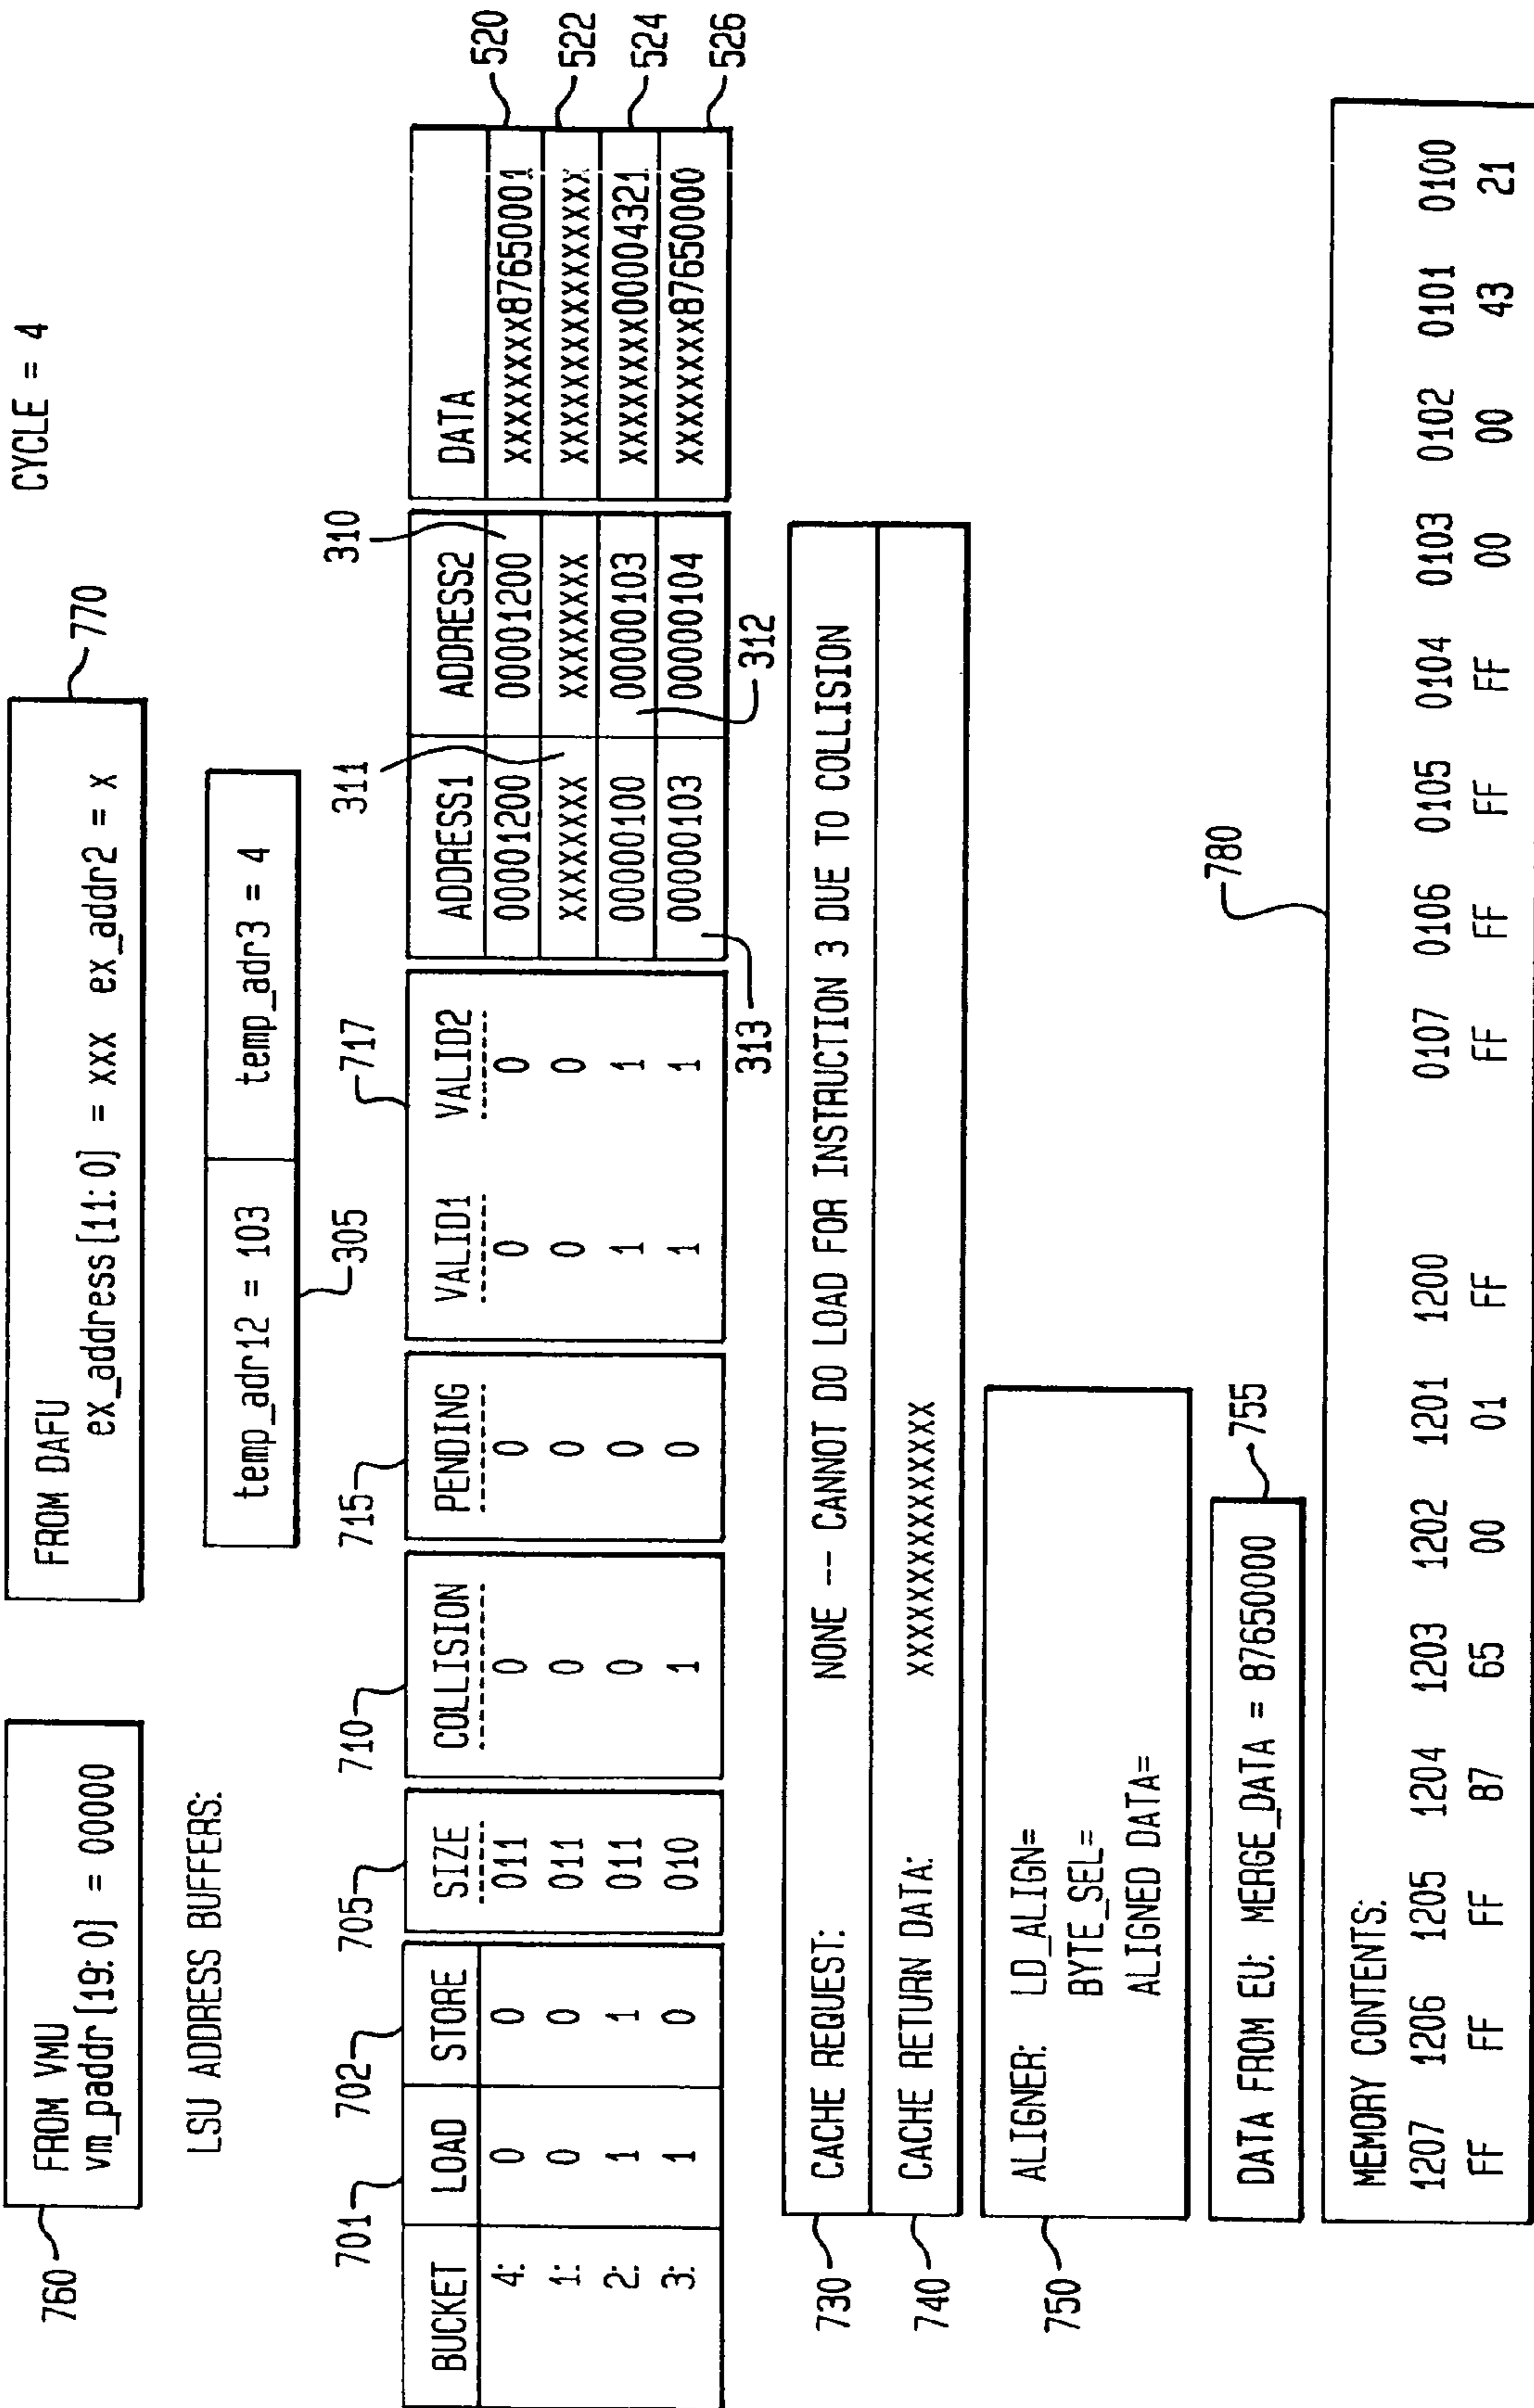 CYCLE = 4
760
FROM VMU
vm_paddr[19:0] = 00000
FROM DAFU
ex_address[11:0] = xxx ex_addr2 = x
770
LSU ADDRESS BUFFERS:
temp_adr12 = 103 temp_adr3 = 4
305
701 702 705 710 715 717 311 310
BUCKET LOAD STORE SIZE COLLISION PENDING VALID1 VALID2 ADDRESS1 ADDRESS2 DATA
4: 0 0 011 0 0 0 0 00001200 00001200 XXXXXXXX87650001 520
1: 0 0 011 0 0 0 0 XXXXXXXX XXXXXXXX XXXXXXXXXXXXXXXX 522
2: 1 1 011 0 0 1 1 00000100 00000103 XXXXXXXX00004321 524
3: 1 0 010 1 0 1 1 00000103 00000104 XXXXXXXX87650000 526
313 312
730 CACHE REQUEST: NONE -- CANNOT DO LOAD FOR INSTRUCTION 3 DUE TO COLLISION
740 CACHE RETURN DATA: XXXXXXXXXXXXXXXX
750 ALIGNER: LD_ALIGN=
BYTE_SEL=
ALIGNED DATA=
DATA FROM EU: MERGE_DATA = 87650000 755
780
MEMORY CONTENTS:
1207 1206 1205 1204 1203 1202 1201 1200 0107 0106 0105 0104 0103 0102 0101 0100
FF FF FF 87 65 00 01 FF FF FF FF FF 00 00 43 21